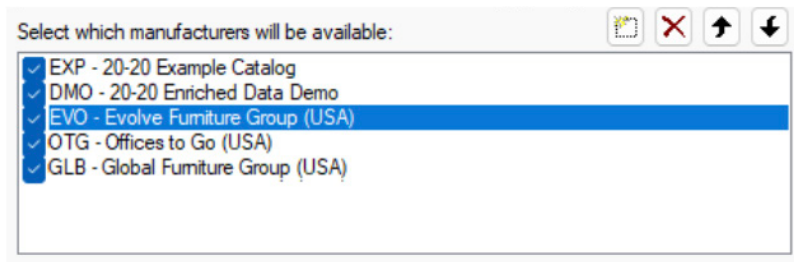 Select which manufacturers will be available:
EXP - 20-20 Example Catalog
DMO - 20-20 Enriched Data Demo
EVO - Evolve Furniture Group (USA)
OTG - Offices to Go (USA)
GLB - Global Furniture Group (USA)